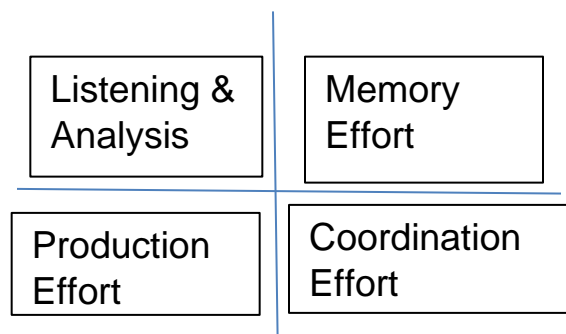 Listening &
Analysis
Memory
Effort
Production
Effort
Coordination
Effort